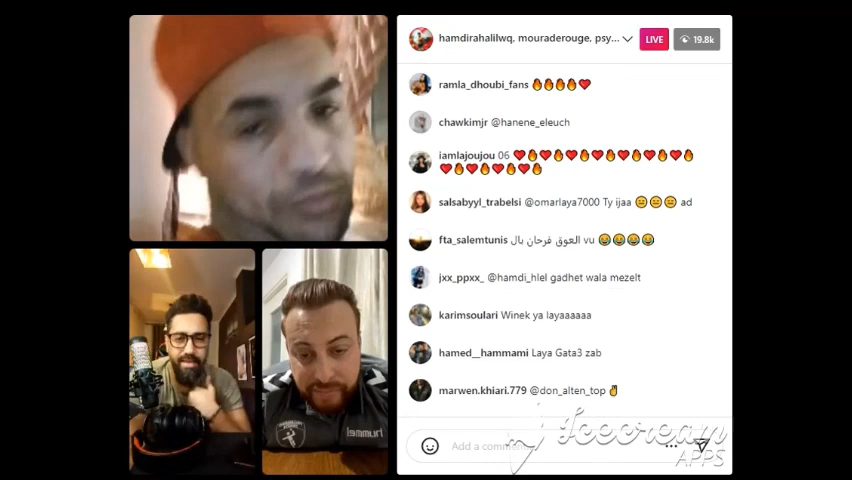 hamdirahalilwq, mouraderouge, psy...
LIVE
19.8k
ramla_dhoubi_fans 🔥🔥🔥🔥❤️
chawkimjr @hanene_eleuch
iamlajoujou 06 ❤️🔥❤️🔥❤️🔥❤️🔥❤️🔥❤️🔥❤️🔥
❤️🔥❤️🔥❤️🔥❤️🔥
salsabyyl_trabelsi @omarlaya7000 Ty ijaa 😑😑😑 ad
fta_salemtunis العوق فرحان بال vu 😂😂😂😂
jxx_ppxx_ @hamdi_hlel gadhet wala mezelt
karimsoulari Winek ya layaaaaaa
hamed__hammami Laya Gata3 zab
marwen.khiari.779 @don_alten_top ✌️
Add a comment
Icecream
APPS
hummel